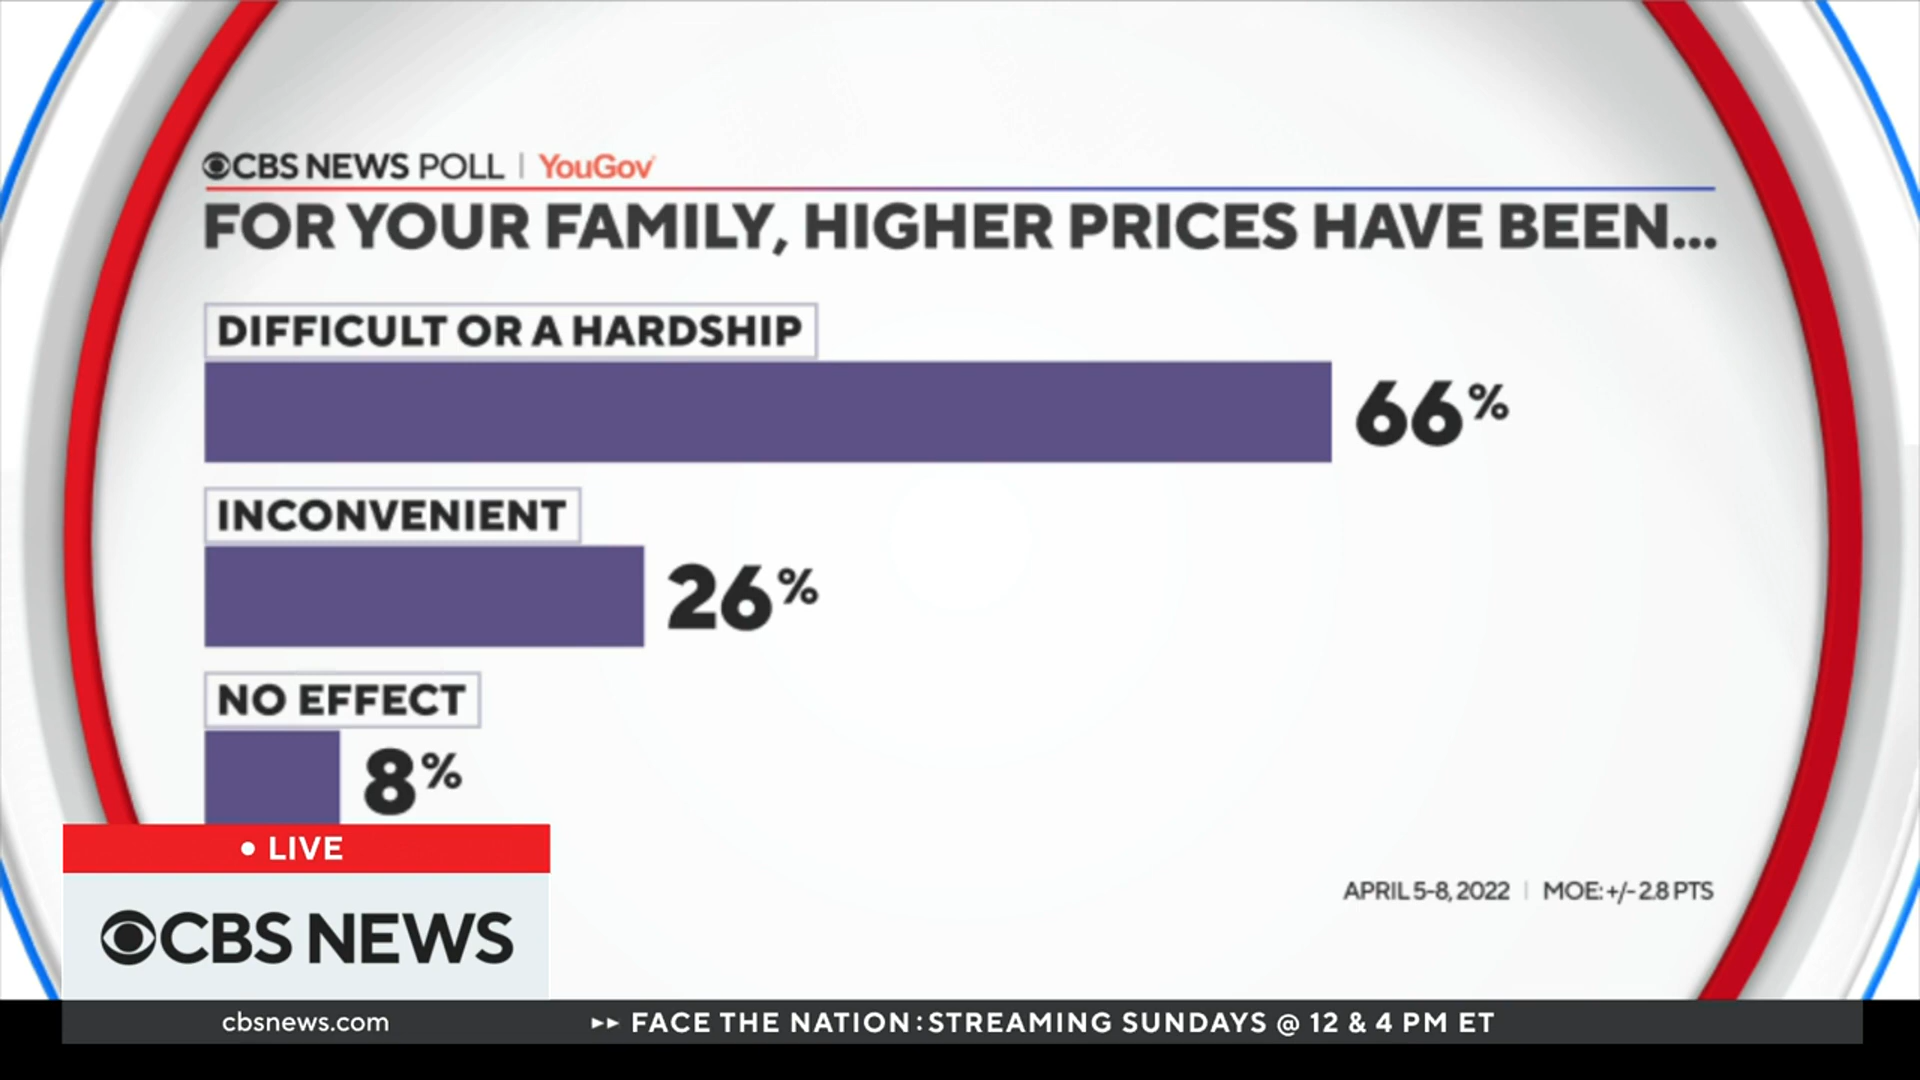 CBS NEWS POLL | YouGov
FOR YOUR FAMILY, HIGHER PRICES HAVE BEEN...
DIFFICULT OR A HARDSHIP
66%
INCONVENIENT
26%
NO EFFECT
8%
• LIVE
CBS NEWS
APRIL 5-8, 2022 | MOE: +/- 2.8 PTS
cbsnews.com
FACE THE NATION: STREAMING SUNDAYS @ 12 & 4 PM ET